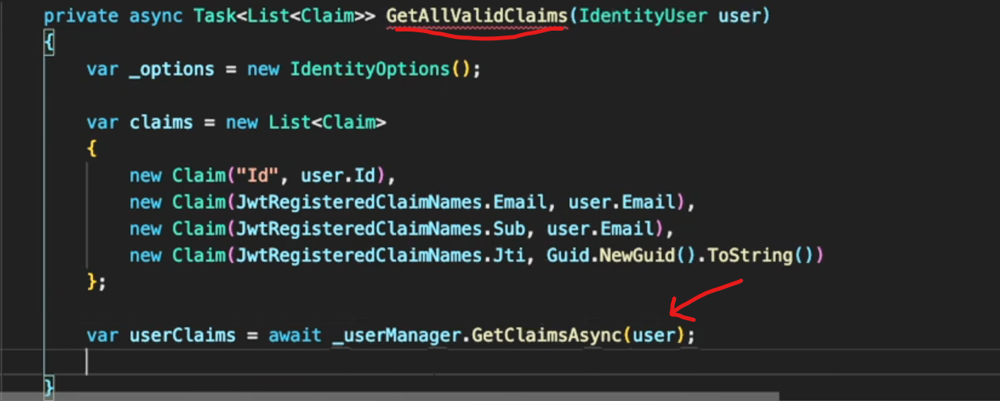 private async Task<List<Claim>> GetAllValidClaims(IdentityUser user)
{
var _options = new IdentityOptions();
var claims = new List<Claim>
{
new Claim("Id", user.Id),
new Claim(JwtRegisteredClaimNames.Email, user.Email),
new Claim(JwtRegisteredClaimNames.Sub, user.Email),
new Claim(JwtRegisteredClaimNames.Jti, Guid.NewGuid().ToString())
};
var userClaims = await _userManager.GetClaimsAsync(user);
}